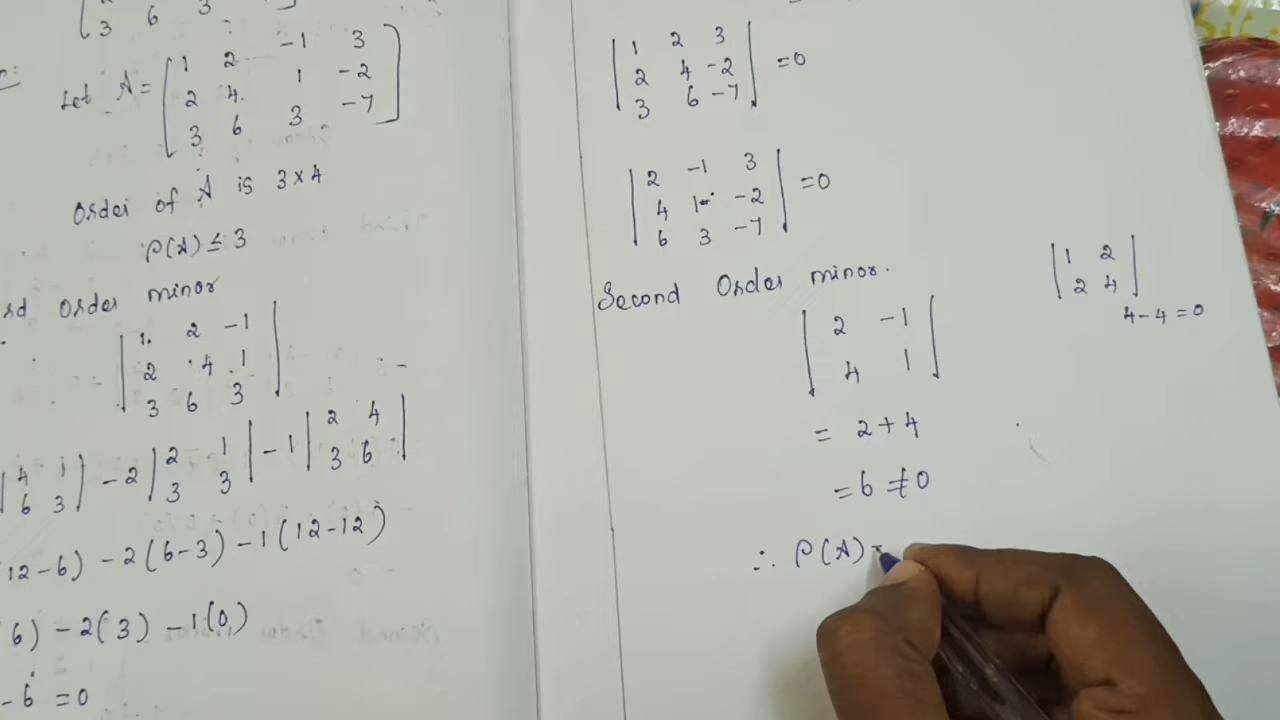 3 6 3
Let A = [1 2 -1 3
2 4 1 -2
3 6 3 -7]
Order of A is 3×4
ρ(A) ≤ 3
rd Order minor
|1 2 -1|
|2 4 1|
|3 6 3|
|4 1| - 2 |2 1| - 1 |2 4|
|6 3| |3 3| |3 6|
12-6) - 2(6-3) - 1(12-12)
6) - 2(3) - 1(0)
- 6 = 0
|1 2 3|
|2 4 -2| = 0
|3 6 -7|
|2 -1 3|
|4 1 -2| = 0
|6 3 -7|
Second Order minor.
|2 -1|
|4 1|
= 2 + 4
= 6 ≠ 0
∴ ρ(A) =
|1 2|
|2 4|
4 - 4 = 0